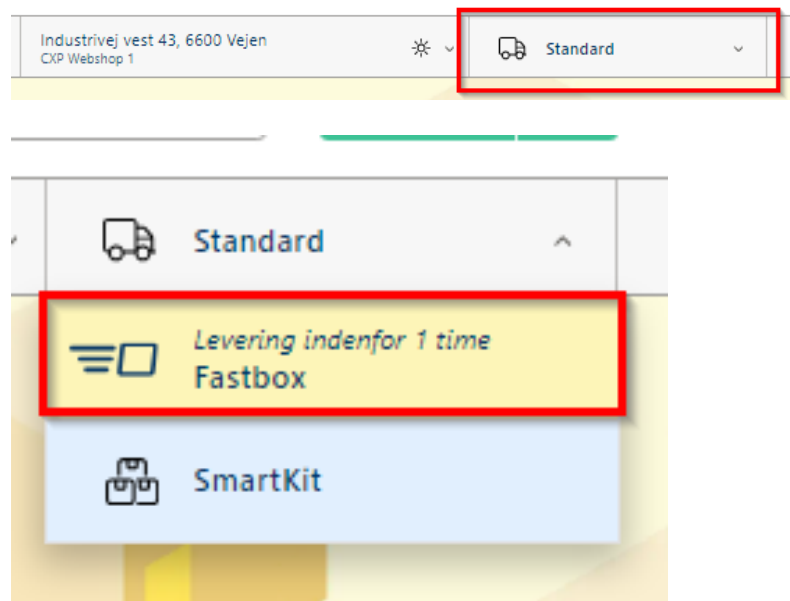 Industrivej vest 43, 6600 Vejen
CXP Webshop 1
Standard
Standard
Levering indenfor 1 time
Fastbox
SmartKit